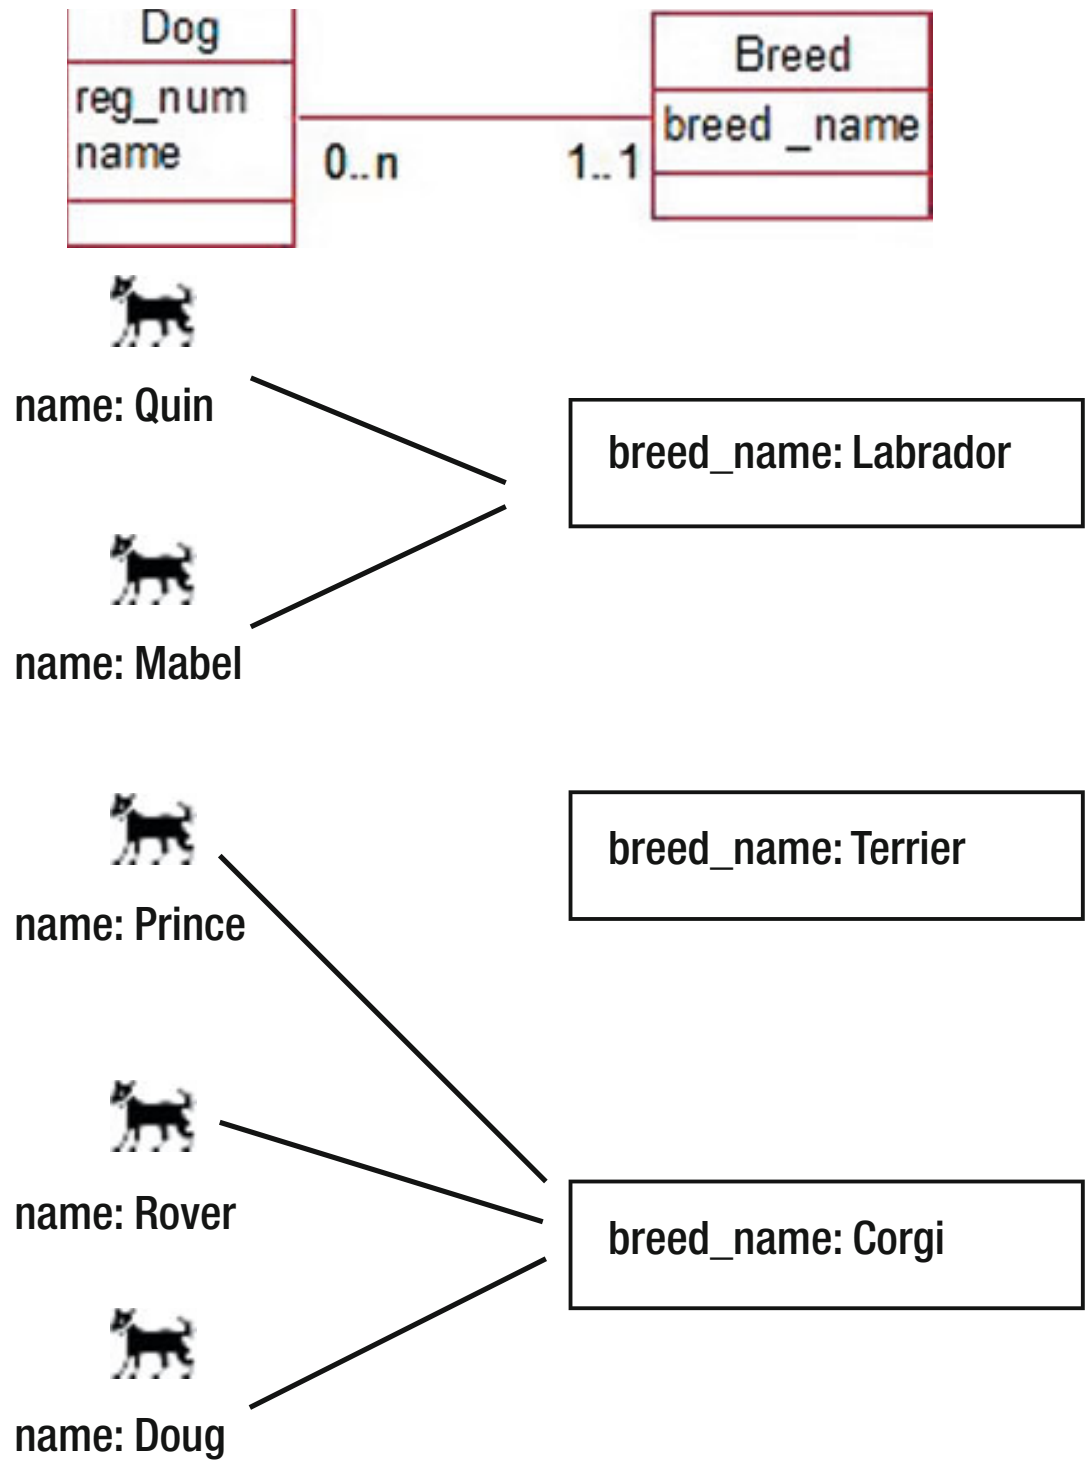 Dog
reg_num
name
0..n
1..1
Breed
breed _name
name: Quin
breed_name: Labrador
name: Mabel
name: Prince
breed_name: Terrier
name: Rover
breed_name: Corgi
name: Doug